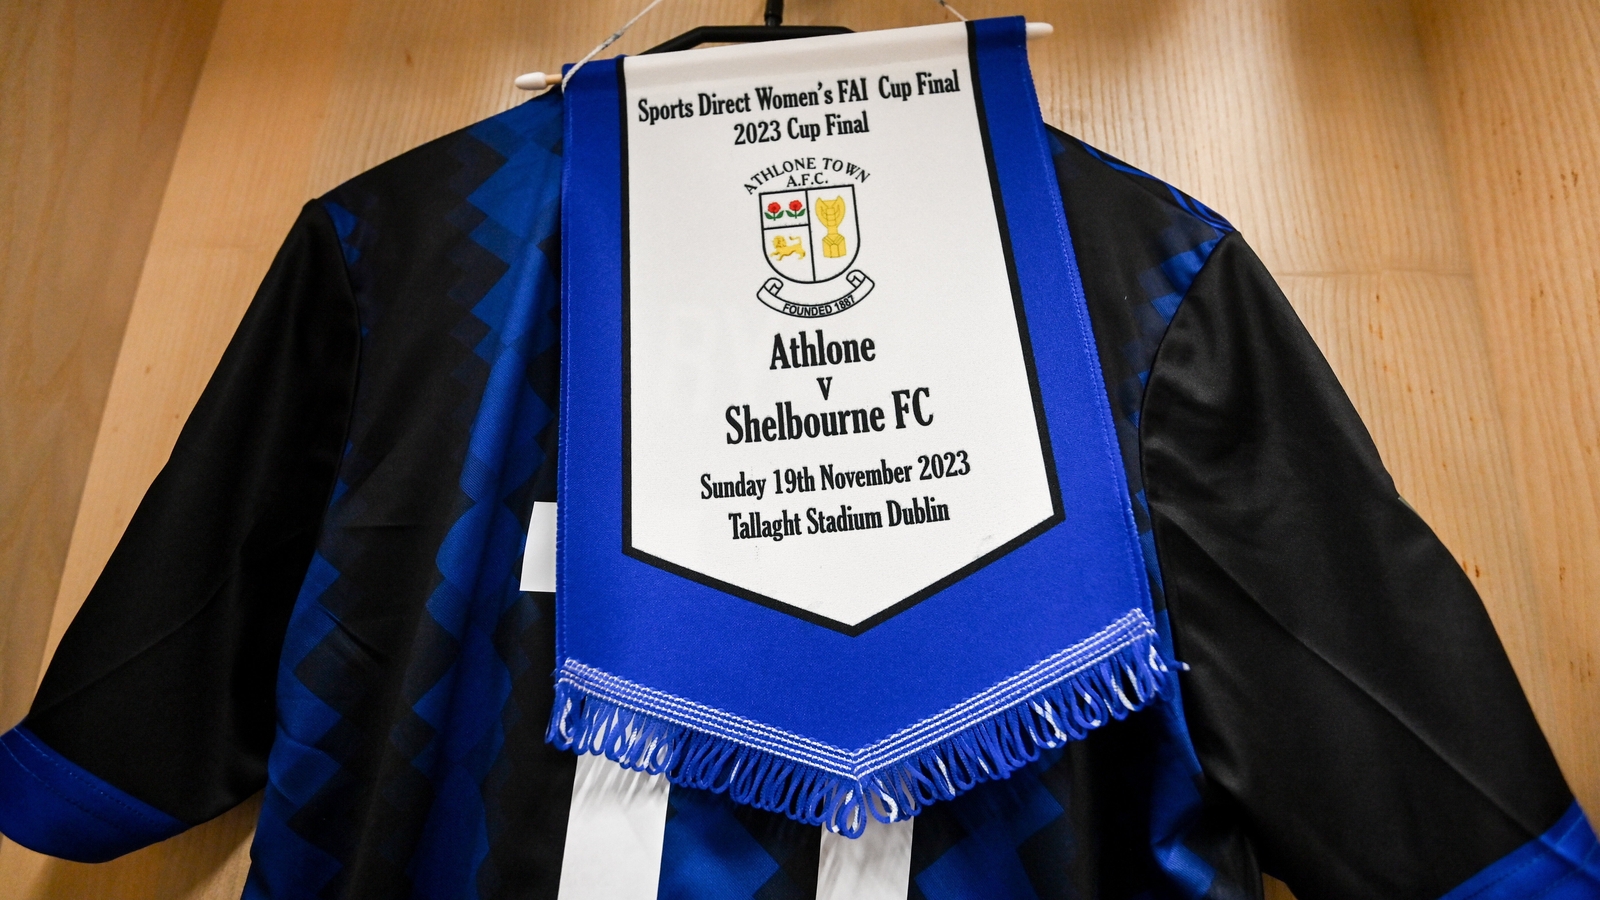 Sports Direct Women's FAI Cup Final
2023 Cup Final
ATHLONE TOWN
A.F.C.
FOUNDED 1887
Athlone
v
Shelbourne FC
Sunday 19th November 2023
Tallaght Stadium Dublin